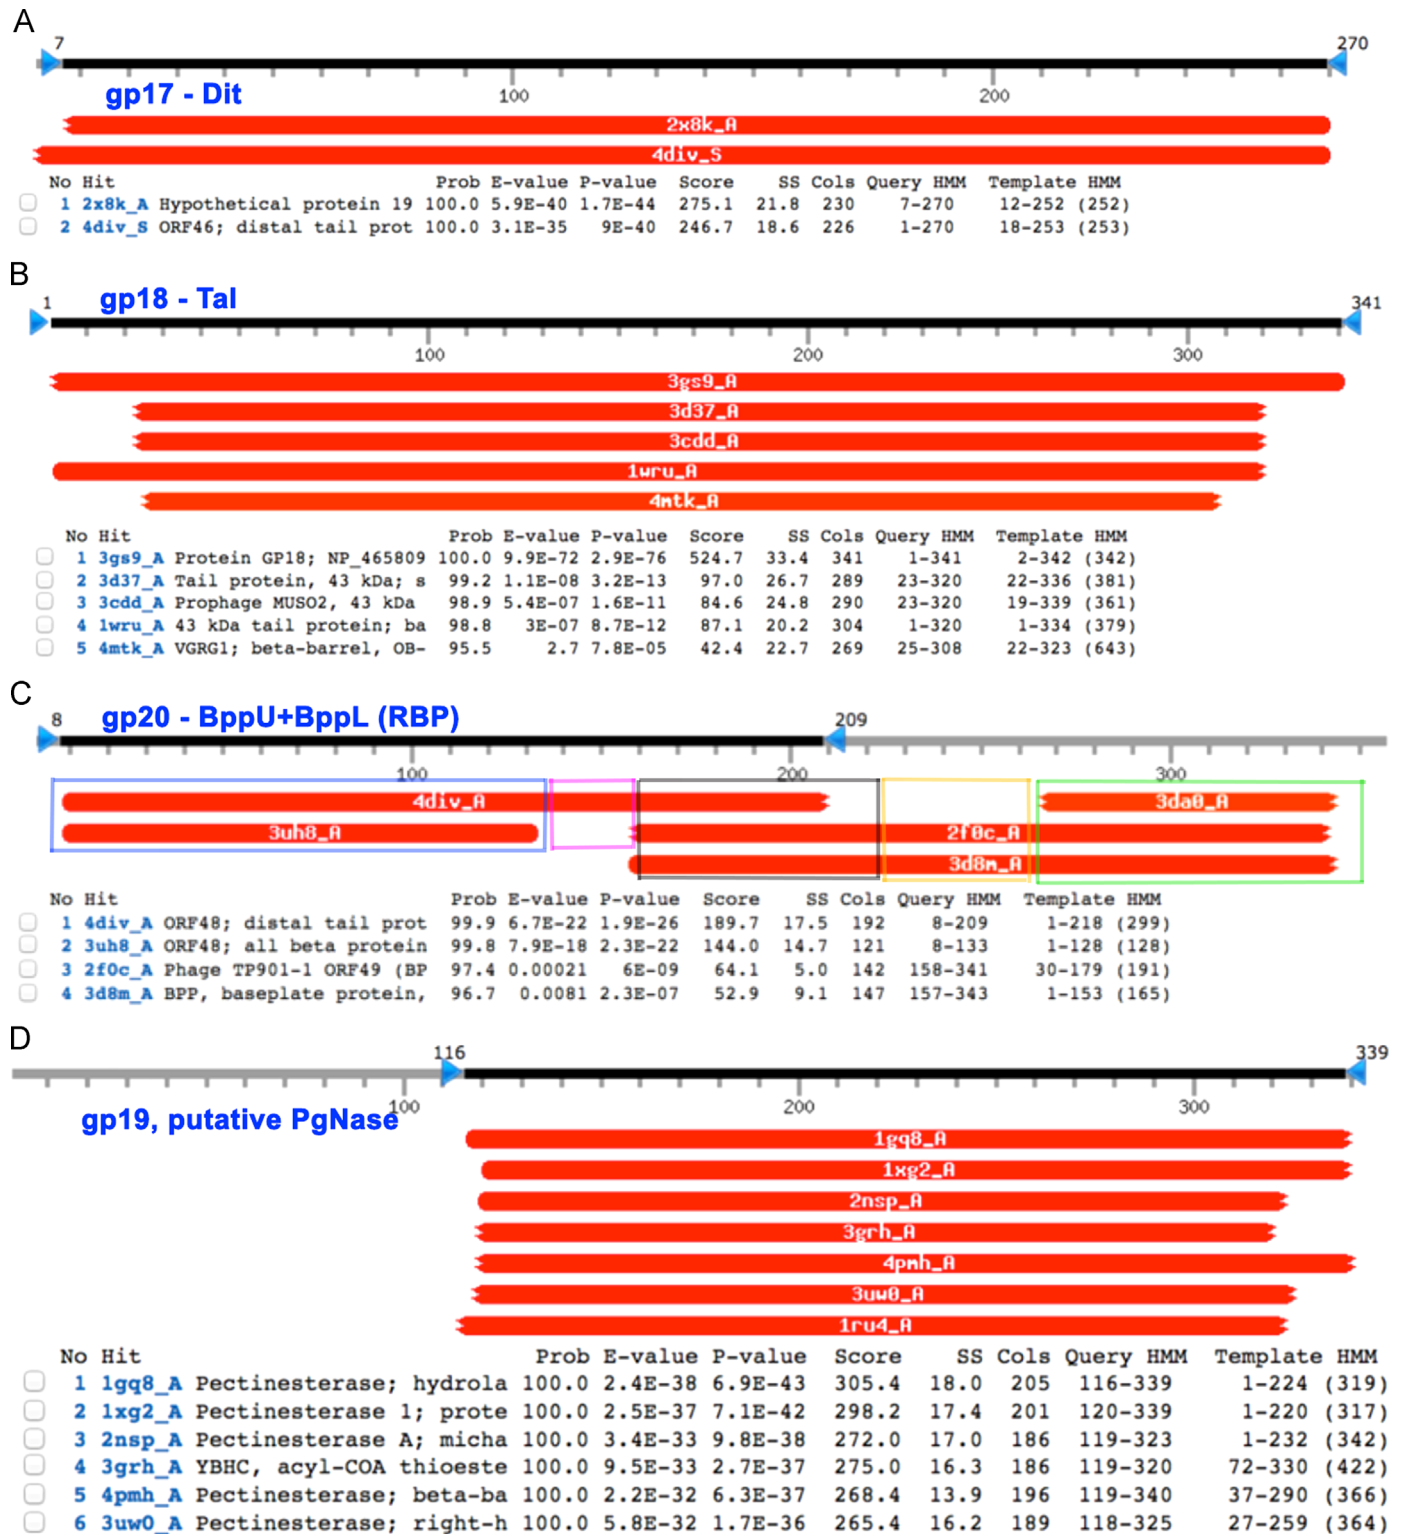 A
7 270
gp17 - Dit
100 200
2x8k_A
4div_S
No Hit Prob E-value P-value Score SS Cols Query HMM Template HMM
1 2x8k_A Hypothetical protein 19 100.0 5.9E-40 1.7E-44 275.1 21.8 230 7-270 12-252 (252)
2 4div_S ORF46; distal tail prot 100.0 3.1E-35 9E-40 246.7 18.6 226 1-270 18-253 (253)
B
1 gp18 - Tal 341
100 200 300
3gs9_A
3d37_A
3cdd_A
1wru_A
4mtk_A
No Hit Prob E-value P-value Score SS Cols Query HMM Template HMM
1 3gs9_A Protein GP18; NP_465809 100.0 9.9E-72 2.9E-76 524.7 33.4 341 1-341 2-342 (342)
2 3d37_A Tail protein, 43 kDa; s 99.2 1.1E-08 3.2E-13 97.0 26.7 289 23-320 22-336 (381)
3 3cdd_A Prophage MUSO2, 43 kDa 98.9 5.4E-07 1.6E-11 84.6 24.8 290 23-320 19-339 (361)
4 1wru_A 43 kDa tail protein; ba 98.8 3E-07 8.7E-12 87.1 20.2 304 1-320 1-334 (379)
5 4mtk_A VGRG1; beta-barrel, OB- 95.5 2.7 7.8E-05 42.4 22.7 269 25-308 22-323 (643)
C
8 gp20 - BppU+BppL (RBP) 209
100 200 300
4div_A 3da0_A
3uh8_A 2f0c_A
3d8m_A
No Hit Prob E-value P-value Score SS Cols Query HMM Template HMM
1 4div_A ORF48; distal tail prot 99.9 6.7E-22 1.9E-26 189.7 17.5 192 8-209 1-218 (299)
2 3uh8_A ORF48; all beta protein 99.8 7.9E-18 2.3E-22 144.0 14.7 121 8-133 1-128 (128)
3 2f0c_A Phage TP901-1 ORF49 (BP 97.4 0.00021 6E-09 64.1 5.0 142 158-341 30-179 (191)
4 3d8m_A BPP, baseplate protein, 96.7 0.0081 2.3E-07 52.9 9.1 147 157-343 1-153 (165)
D
116 339
100 200 300
gp19, putative PgNase
1gq8_A
1xg2_A
2nsp_A
3grh_A
4pmh_A
3uw0_A
1ru4_A
No Hit Prob E-value P-value Score SS Cols Query HMM Template HMM
1 1gq8_A Pectinesterase; hydrola 100.0 2.4E-38 6.9E-43 305.4 18.0 205 116-339 1-224 (319)
2 1xg2_A Pectinesterase 1; prote 100.0 2.5E-37 7.1E-42 298.2 17.4 201 120-339 1-220 (317)
3 2nsp_A Pectinesterase A; micha 100.0 3.4E-33 9.8E-38 272.0 17.0 186 119-323 1-232 (342)
4 3grh_A YBHC, acyl-COA thioeste 100.0 9.5E-33 2.7E-37 275.0 16.3 186 119-320 72-330 (422)
5 4pmh_A Pectinesterase; beta-ba 100.0 2.2E-32 6.3E-37 268.4 13.9 196 119-340 37-290 (366)
6 3uw0_A Pectinesterase; right-h 100.0 5.8E-32 1.7E-36 265.4 16.2 189 118-325 27-259 (364)